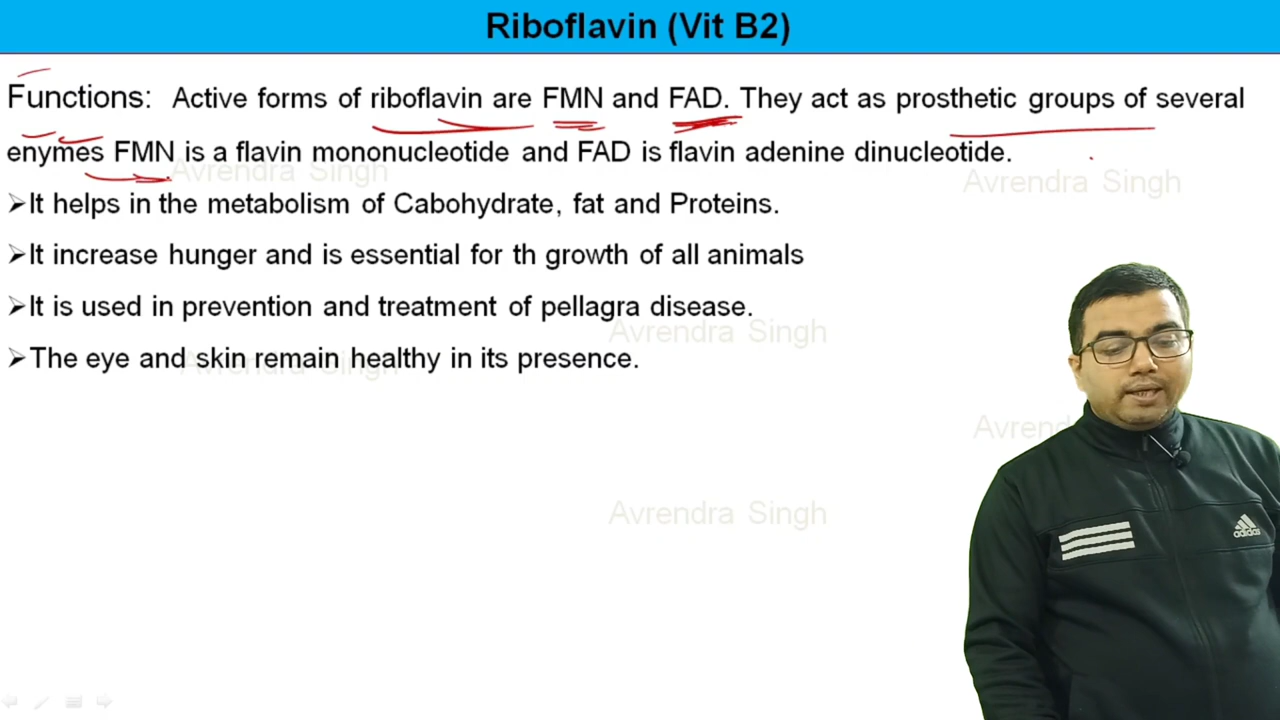 Riboflavin (Vit B2)
Functions: Active forms of riboflavin are FMN and FAD. They act as prosthetic groups of several
enymes FMN is a flavin mononucleotide and FAD is flavin adenine dinucleotide.
Avrendra Singh
Avrendra Singh
➢It helps in the metabolism of Cabohydrate, fat and Proteins.
➢It increase hunger and is essential for th growth of all animals
➢It is used in prevention and treatment of pellagra disease.
Avrendra Singh
➢The eye and skin remain healthy in its presence.
Avrendra Singh
Avrend
Avrendra Singh
adidas